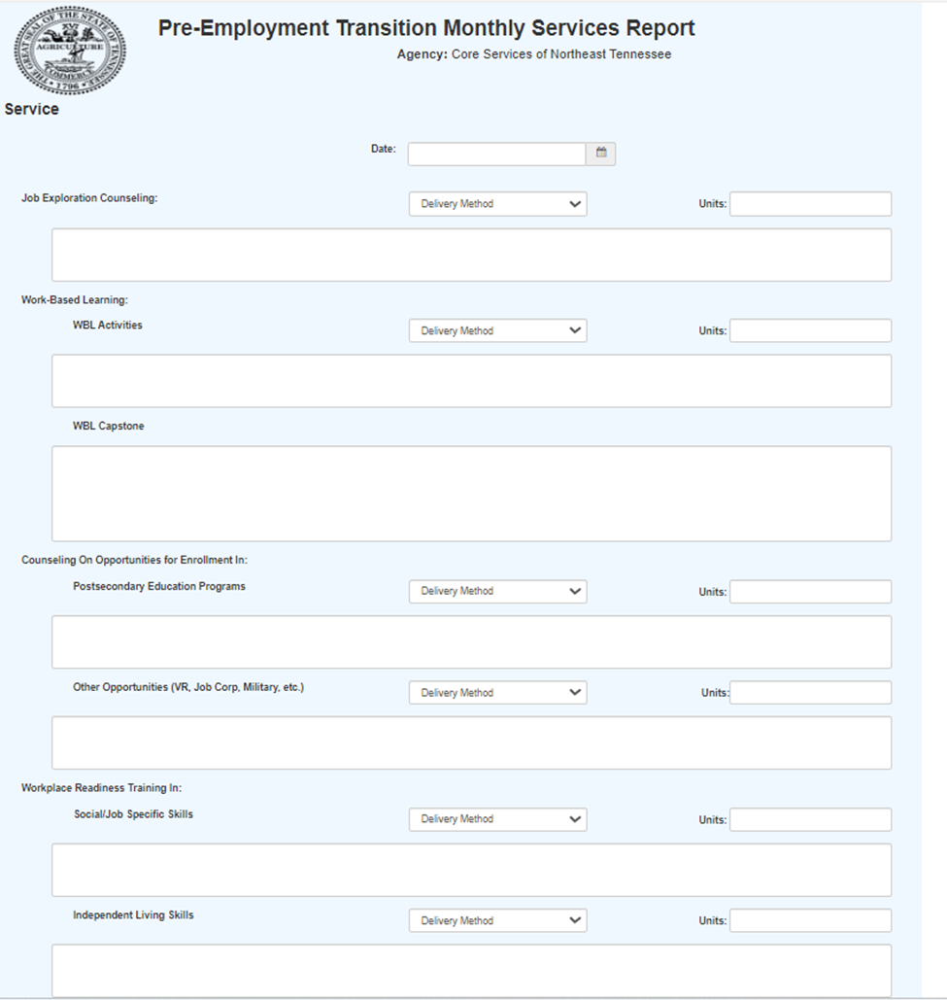 THE GREAT SEAL OF THE STATE OF TENNESSEE
XVI
AGRICULTURE
COMMERCE
1796
Pre-Employment Transition Monthly Services Report
Agency: Core Services of Northeast Tennessee
Service
Date:
Job Exploration Counseling: Delivery Method Units:
Work-Based Learning:
WBL Activities Delivery Method Units:
WBL Capstone
Counseling On Opportunities for Enrollment In:
Postsecondary Education Programs Delivery Method Units:
Other Opportunities (VR, Job Corp, Military, etc.) Delivery Method Units:
Workplace Readiness Training In:
Social/Job Specific Skills Delivery Method Units:
Independent Living Skills Delivery Method Units: